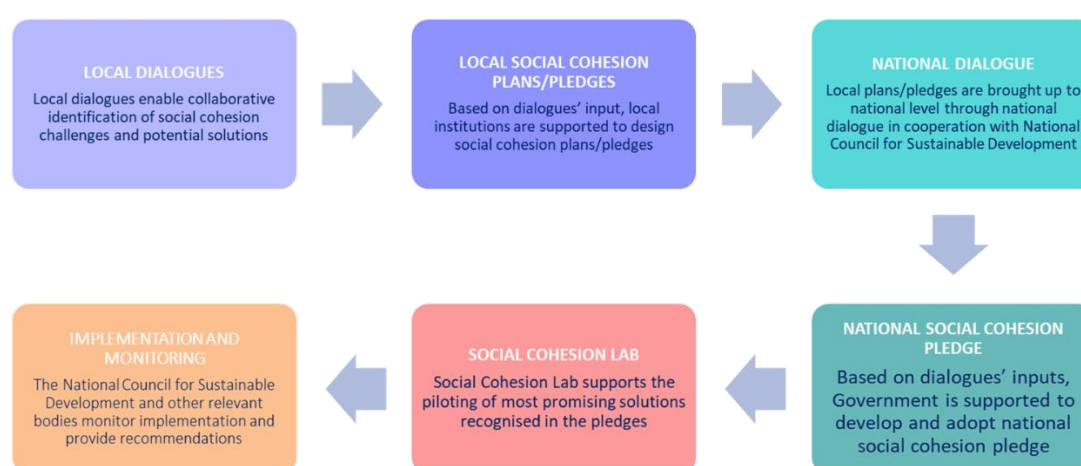 LOCAL DIALOGUES
Local dialogues enable collaborative
identification of social cohesion
challenges and potential solutions
LOCAL SOCIAL COHESION
PLANS/PLEDGES
Based on dialogues’ input, local
institutions are supported to design
social cohesion plans/pledges
NATIONAL DIALOGUE
Local plans/pledges are brought up to
national level through national
dialogue in cooperation with National
Council for Sustainable Development
NATIONAL SOCIAL COHESION
PLEDGE
Based on dialogues’ inputs,
Government is supported to
develop and adopt national
social cohesion pledge
SOCIAL COHESION LAB
Social Cohesion Lab supports the
piloting of most promising solutions
recognised in the pledges
IMPLEMENTATION AND
MONITORING
The National Council for Sustainable
Development and other relevant
bodies monitor implementation and
provide recommendations